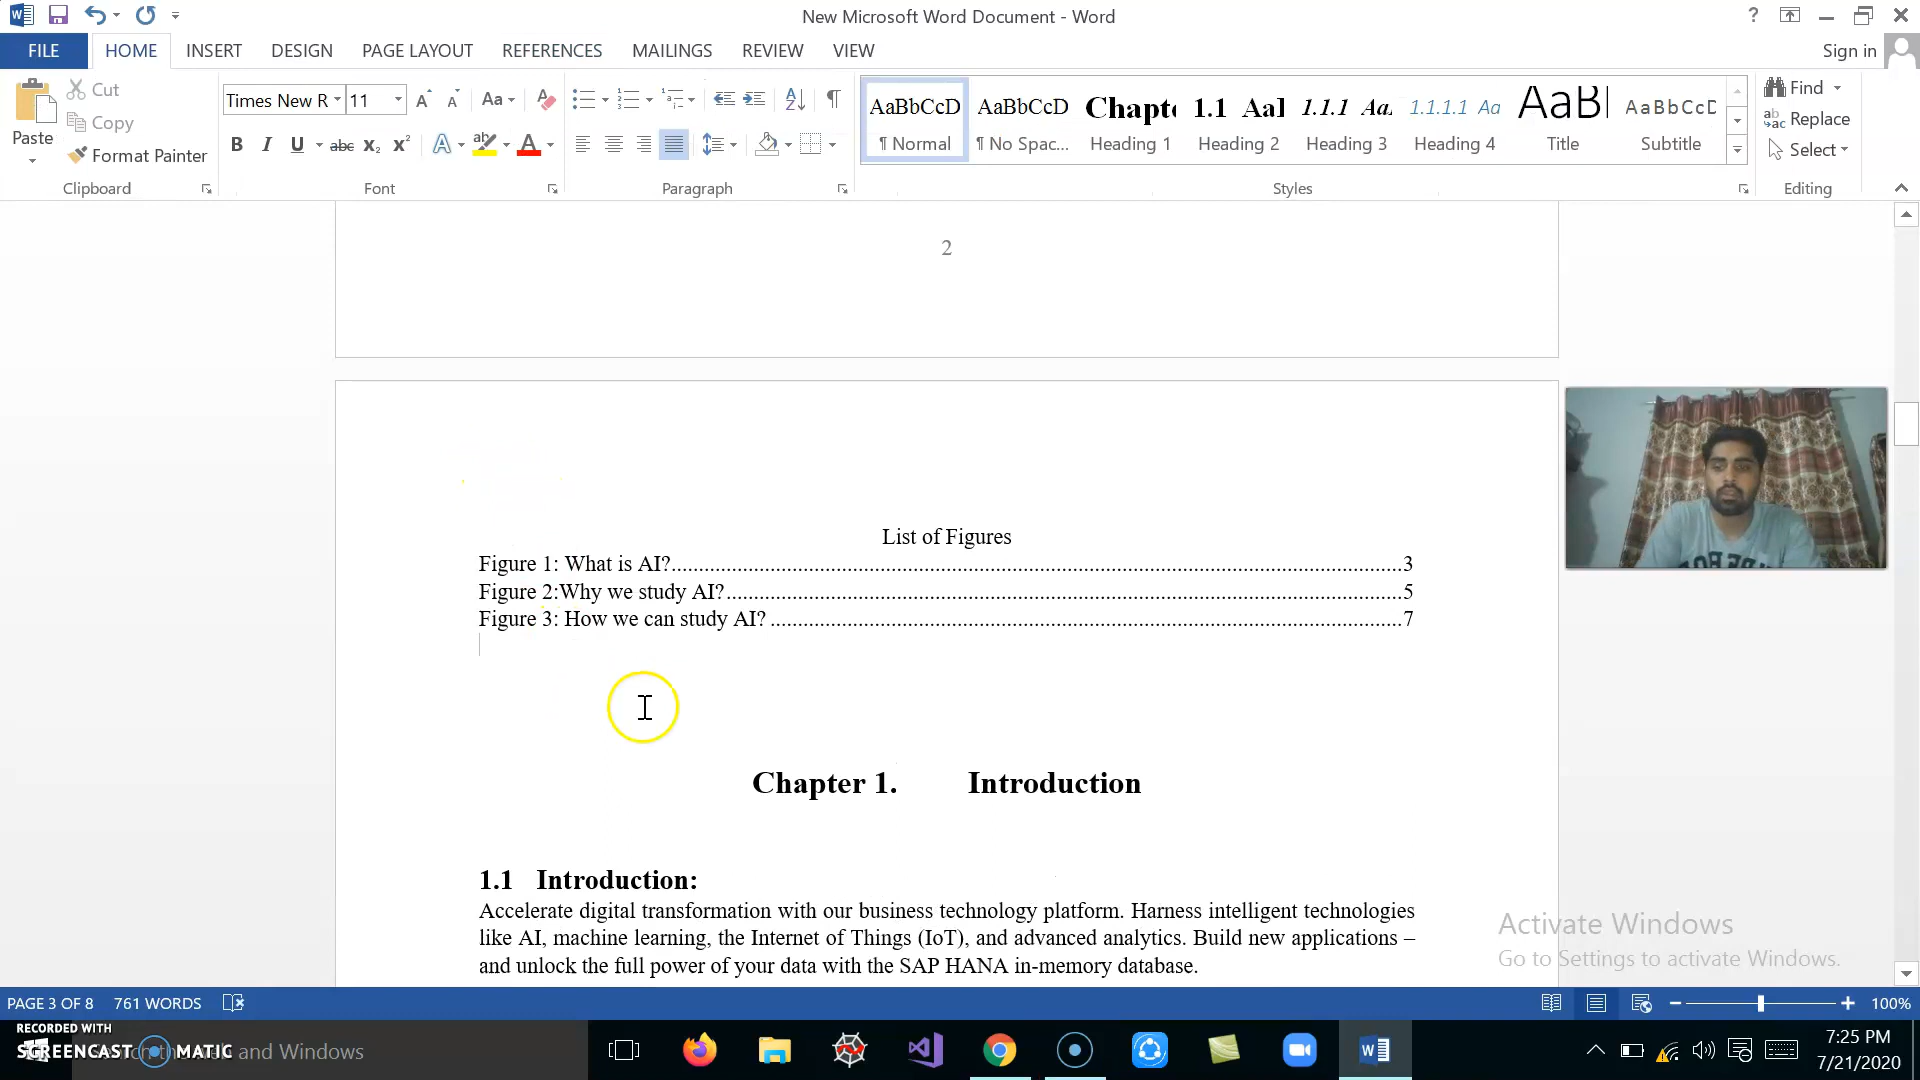 New Microsoft Word Document - Word
?
FILE HOME INSERT DESIGN PAGE LAYOUT REFERENCES MAILINGS REVIEW VIEW Sign in
Paste
Cut
Copy
Format Painter
Clipboard
Times New R 11
Aa
B I U abc X₂ X²
Font
Paragraph
AaBbCcD AaBbCcD Chapte 1.1 AaI 1.1.1 Aa. 1.1.1.1 Aa AaBl AaBbCcD
¶ Normal ¶ No Spac... Heading 1 Heading 2 Heading 3 Heading 4 Title Subtitle
Styles
Find
Replace
Select
Editing
2
List of Figures
Figure 1: What is AI?...3
Figure 2:Why we study AI?...5
Figure 3: How we can study AI? ...7
Chapter 1. Introduction
1.1 Introduction:
Accelerate digital transformation with our business technology platform. Harness intelligent technologies
like AI, machine learning, the Internet of Things (IoT), and advanced analytics. Build new applications –
and unlock the full power of your data with the SAP HANA in-memory database.
Activate Windows
Go to Settings to activate Windows.
PAGE 3 OF 8 761 WORDS 100%
RECORDED WITH
SCREENCAST MATIC
and Windows
7:25 PM
7/21/2020